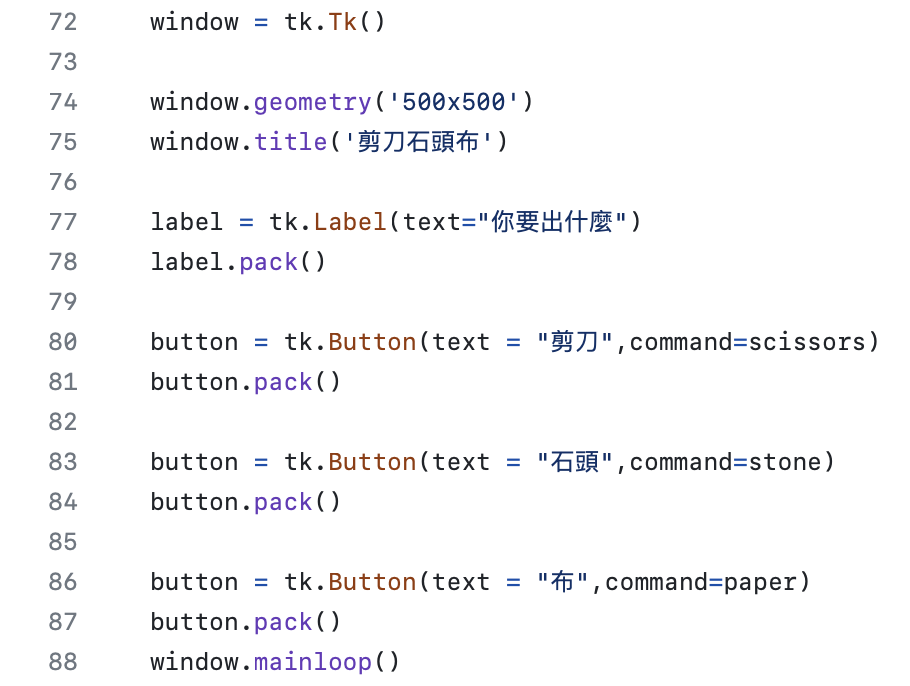 72 window = tk.Tk()
73
74 window.geometry('500x500')
75 window.title('剪刀石頭布')
76
77 label = tk.Label(text="你要出什麼")
78 label.pack()
79
80 button = tk.Button(text = "剪刀",command=scissors)
81 button.pack()
82
83 button = tk.Button(text = "石頭",command=stone)
84 button.pack()
85
86 button = tk.Button(text = "布",command=paper)
87 button.pack()
88 window.mainloop()